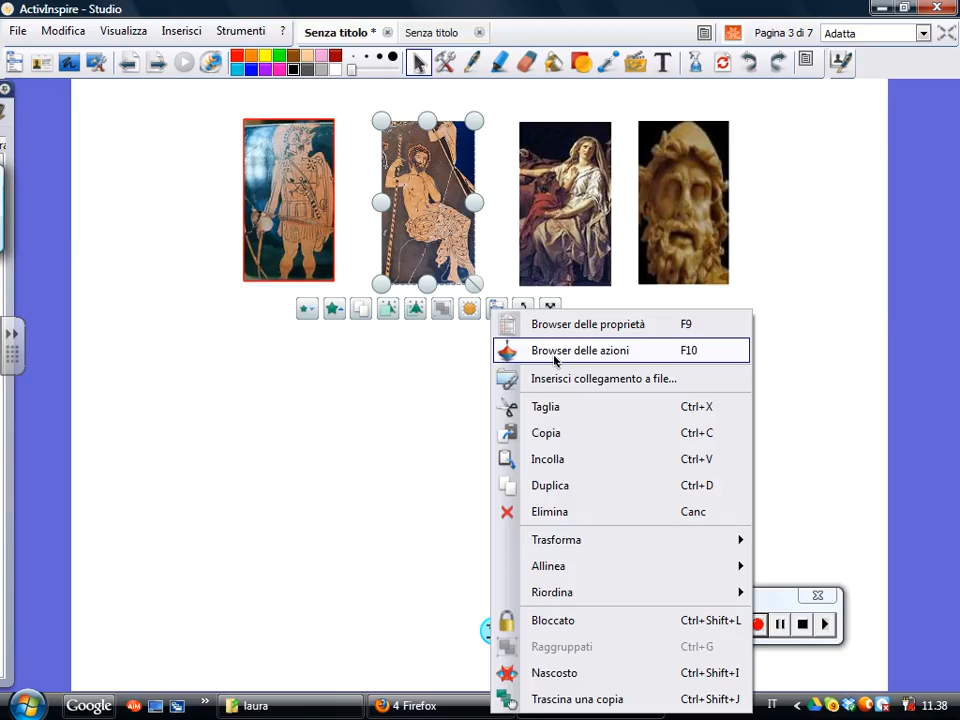 ActivInspire - Studio
File Modifica Visualizza Inserisci Strumenti ? Senza titolo * Senza titolo Pagina 3 di 7 Adatta
Browser delle proprietà F9
Browser delle azioni F10
Inserisci collegamento a file...
Taglia Ctrl+X
Copia Ctrl+C
Incolla Ctrl+V
Duplica Ctrl+D
Elimina Canc
Trasforma
Allinea
Riordina
Bloccato Ctrl+Shift+L
Raggruppati Ctrl+G
Nascosto Ctrl+Shift+I
Trascina una copia Ctrl+Shift+J
Google laura 4 Firefox IT 11.38